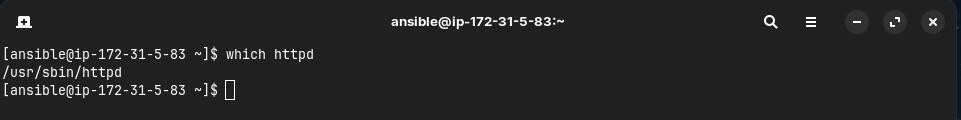 ansible@ip-172-31-5-83:~
[ansible@ip-172-31-5-83 ~]$ which httpd
/usr/sbin/httpd
[ansible@ip-172-31-5-83 ~]$